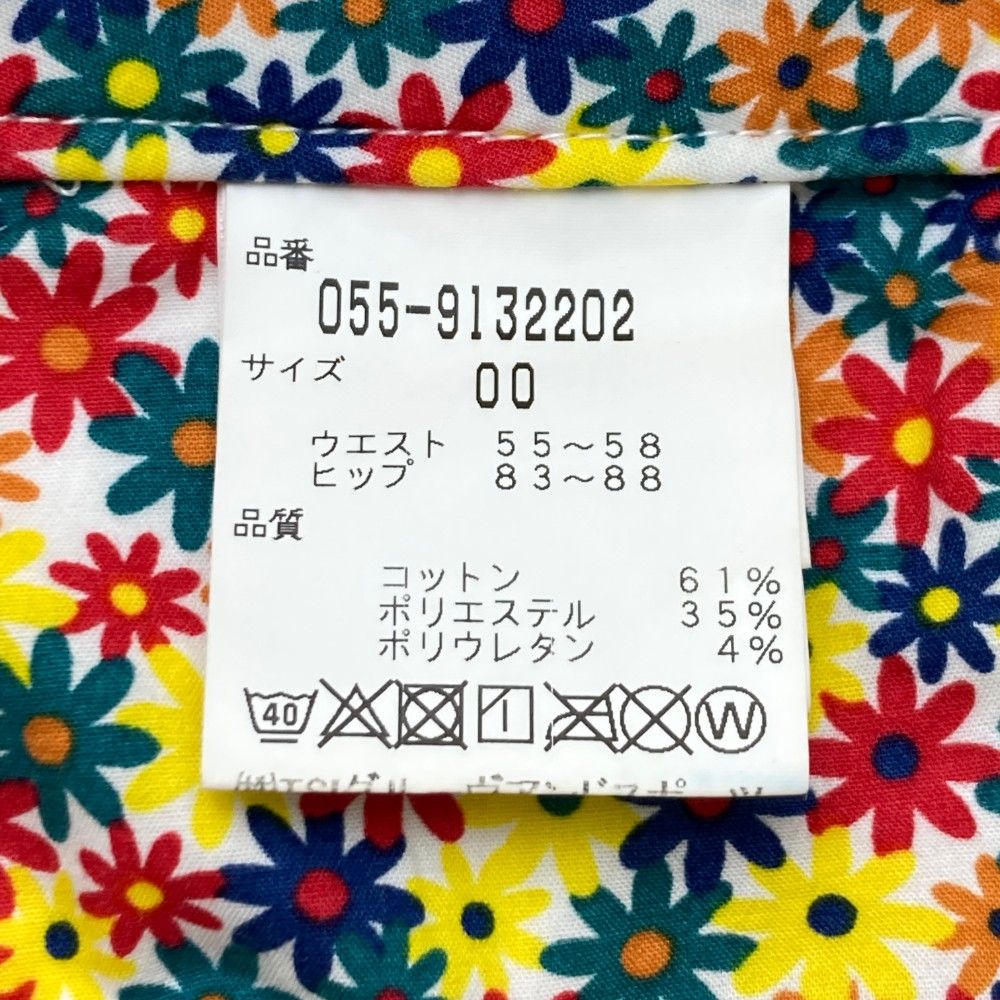 品番
055-9132202
サイズ
00
ウエスト 55～58
ヒップ 83～88
品質
コットン 61%
ポリエステル 35%
ポリウレタン 4%
40 W